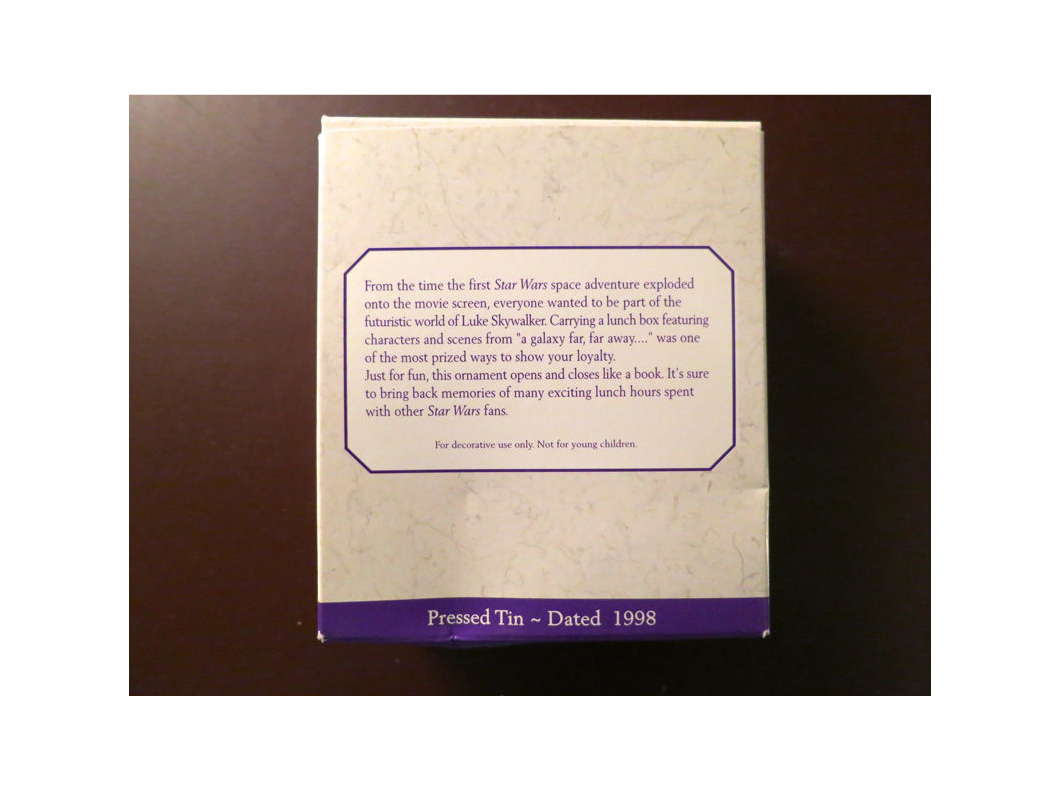 From the time the first Star Wars space adventure exploded
onto the movie screen, everyone wanted to be part of the
futuristic world of Luke Skywalker. Carrying a lunch box featuring
characters and scenes from "a galaxy far, far away...." was one
of the most prized ways to show your loyalty.
Just for fun, this ornament opens and closes like a book. It's sure
to bring back memories of many exciting lunch hours spent
with other Star Wars fans.
For decorative use only. Not for young children.
Pressed Tin ~ Dated 1998